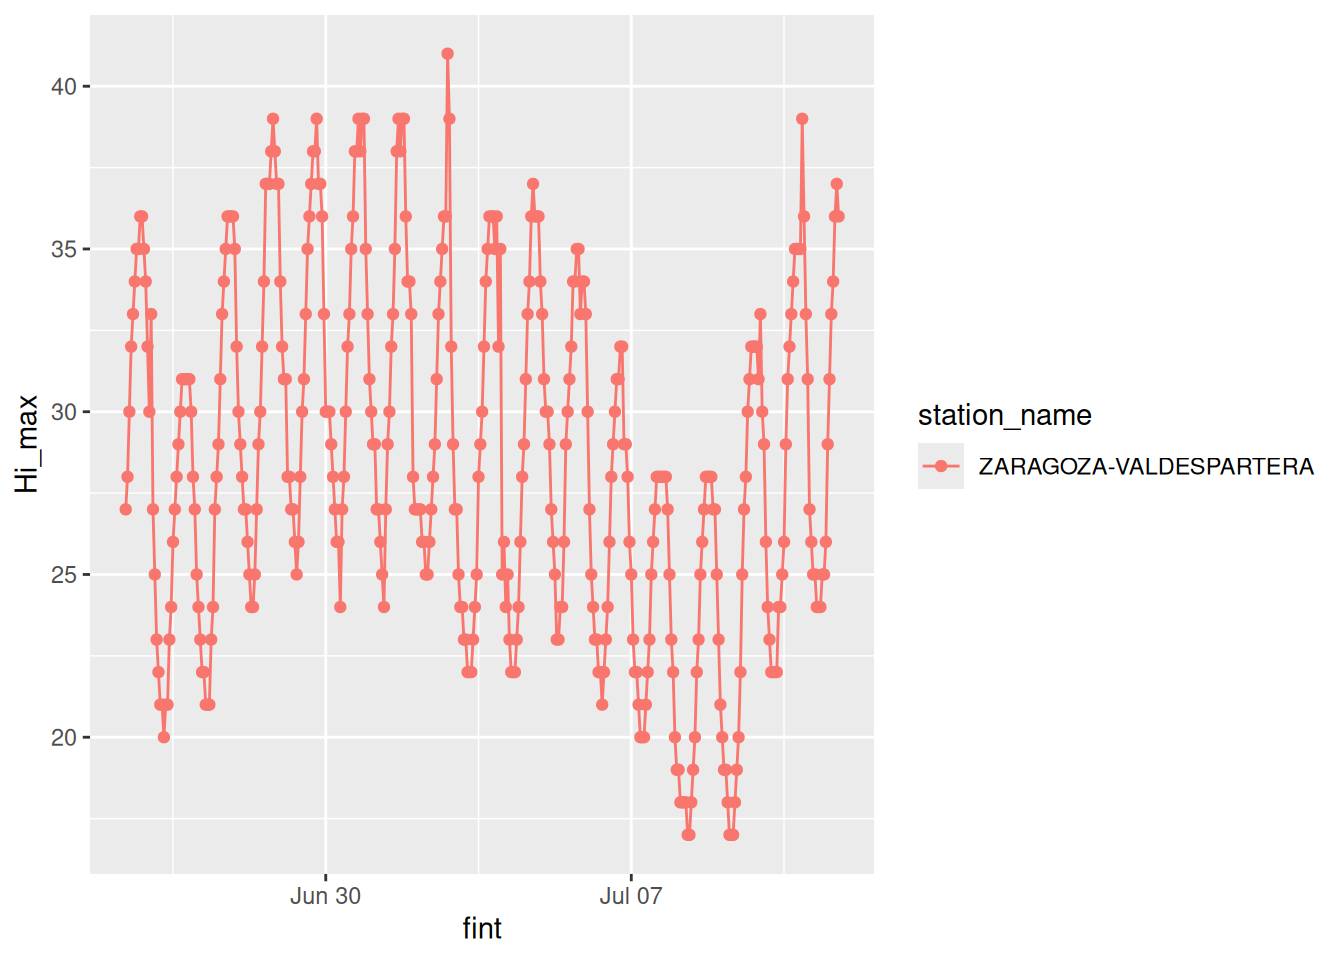 40
35
30
25
20
Hi_max
Jun 30
Jul 07
fint
station_name
ZARAGOZA-VALDESPARTERA